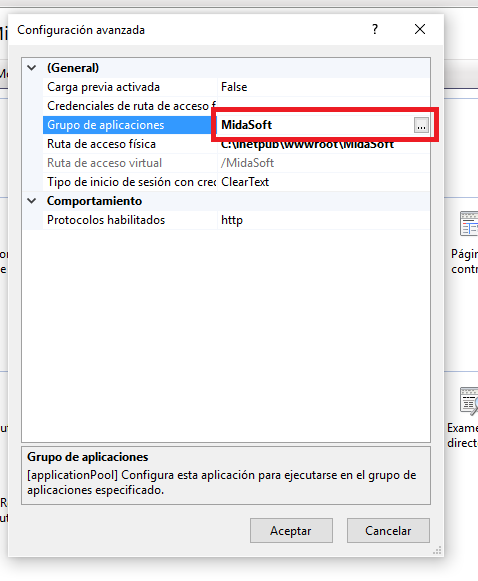 Configuración avanzada
?
(General)
Carga previa activada False
Credenciales de ruta de acceso f
Grupo de aplicaciones MidaSoft ...
Ruta de acceso física C:\inetpub\wwwroot\MidaSoft
Ruta de acceso virtual /MidaSoft
Tipo de inicio de sesión con cred ClearText
Comportamiento
Protocolos habilitados http
Págin
contr
Exame
directo
Grupo de aplicaciones
[applicationPool] Configura esta aplicación para ejecutarse en el grupo de
aplicaciones especificado.
Aceptar Cancelar